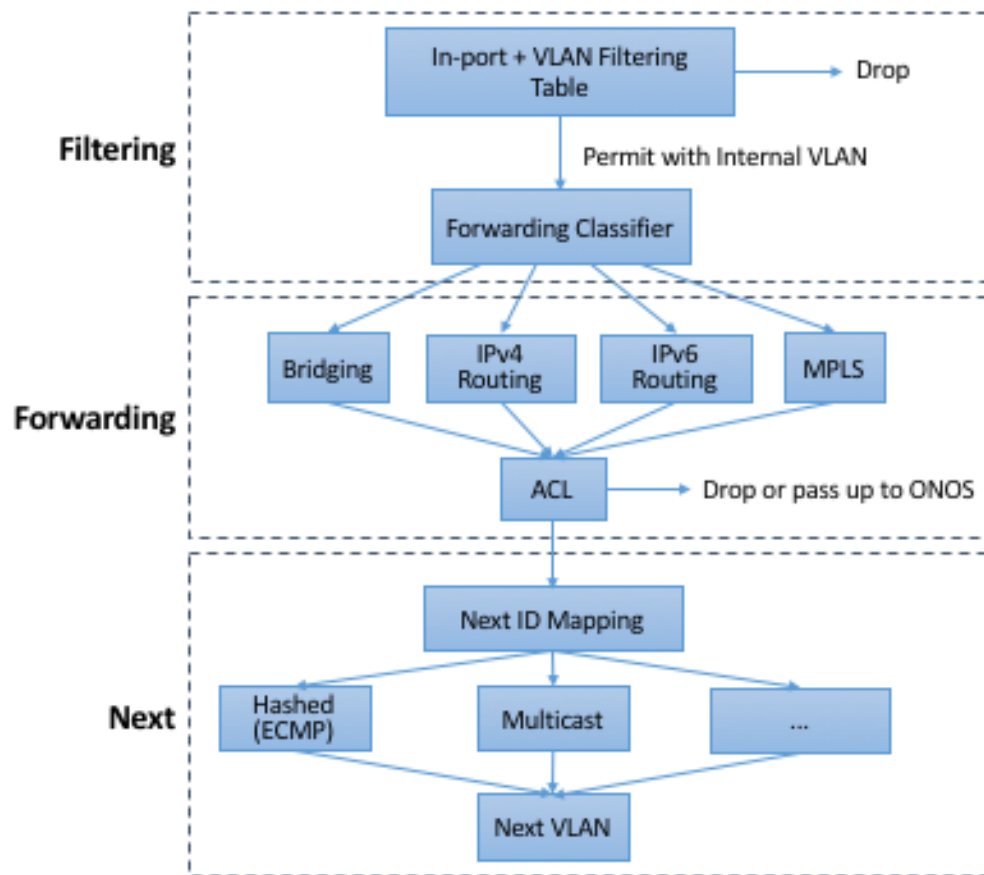 In-port + VLAN Filtering
Table
Drop
Filtering
Permit with Internal VLAN
Forwarding Classifier
Bridging
IPv4
Routing
IPv6
Routing
MPLS
Forwarding
ACL
Drop or pass up to ONOS
Next ID Mapping
Next
Hashed
(ECMP)
Multicast
...
Next VLAN